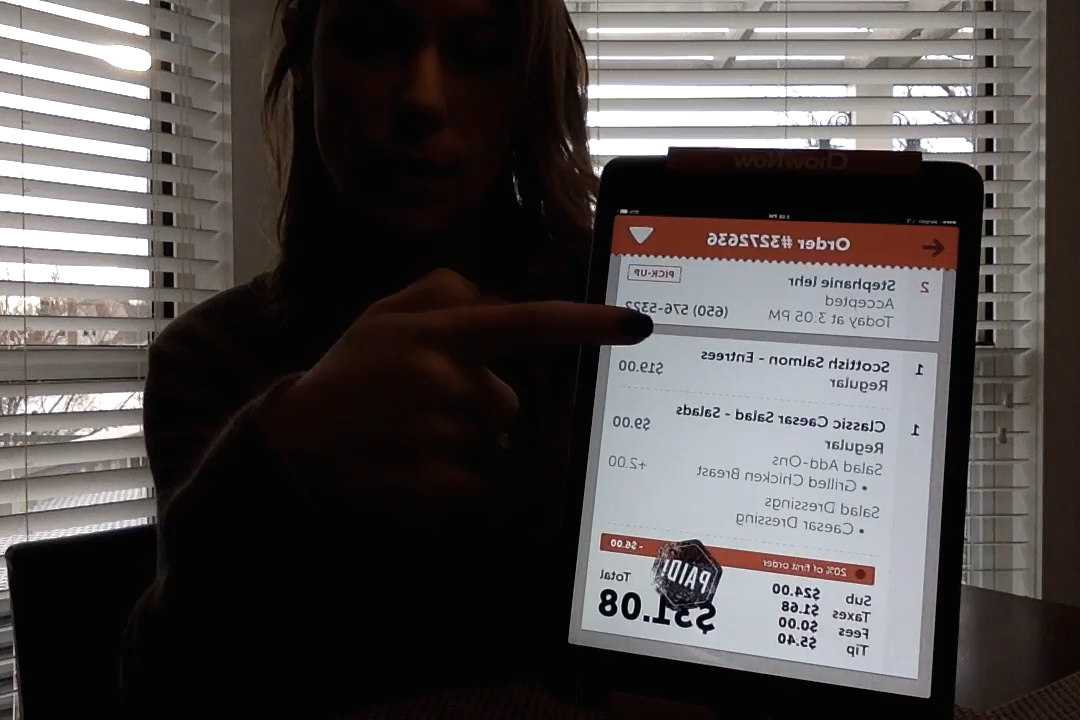 ChowNow
Order #3272636
2 Stephanie lehr PICK-UP
Accepted
Today at 3:05 PM (650) 576-5322
1 Scottish Salmon - Entrees $19.00
Regular
1 Classic Caesar Salad - Salads $9.00
Regular
Salad Add-Ons
• Grilled Chicken Breast +2.00
Salad Dressings
• Caesar Dressing
20% of first order - $6.00
Sub $24.00
Taxes $1.68
Fees $0.00
Tip $5.40
PAID!
Total
$31.08